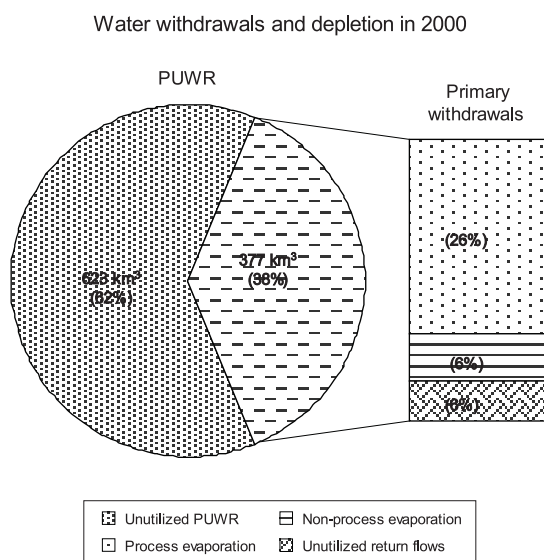 Water withdrawals and depletion in 2000
PUWR
Primary
withdrawals
623 km³
(62%)
377 km³
(38%)
(26%)
(6%)
(6%)
Unutilized PUWR
Non-process evaporation
Process evaporation
Unutilized return flows